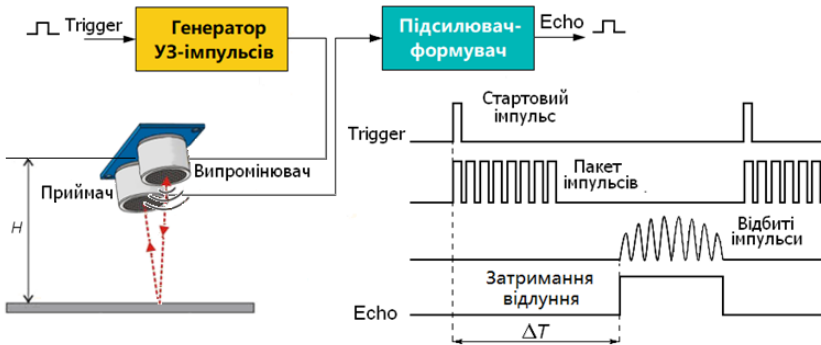 Trigger
Генератор
УЗ-імпульсів
Підсилювач-
формувач
Echo
Приймач
Випромінювач
H
Trigger
Стартовий
імпульс
Пакет
імпульсів
Відбиті
імпульси
Затримання
відлуння
Echo
ΔT